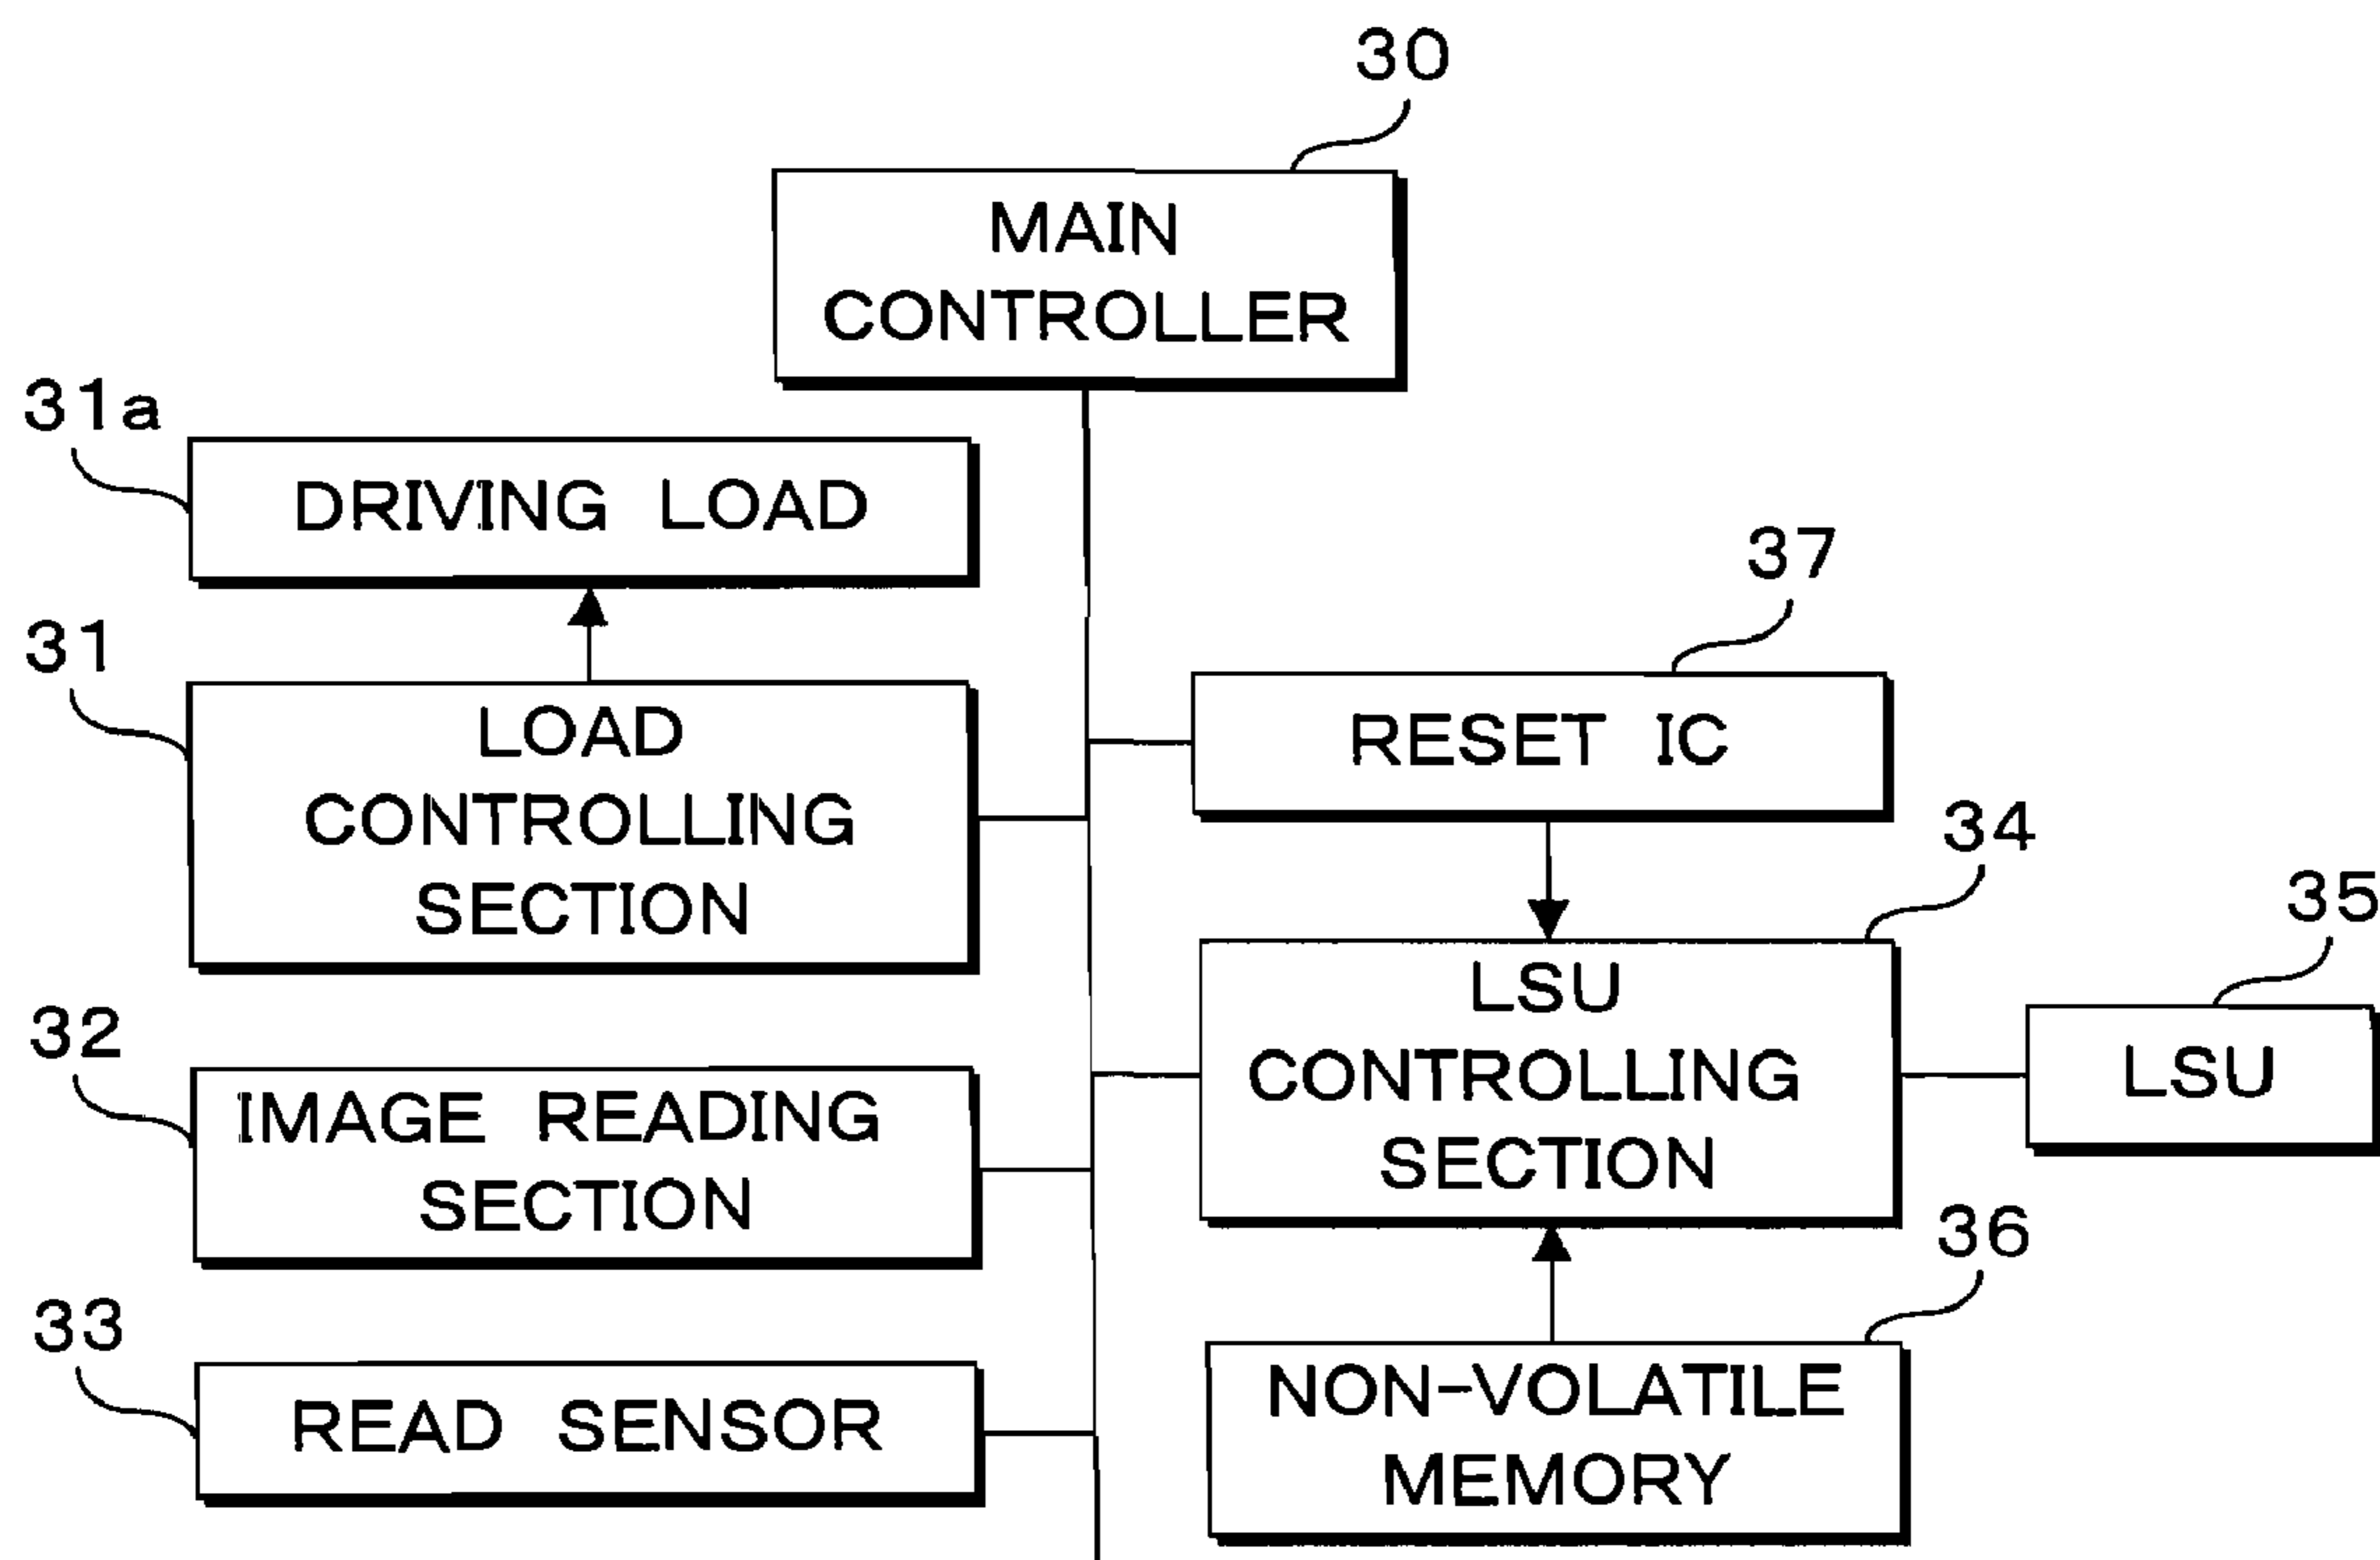 30
MAIN
CONTROLLER
31a
DRIVING LOAD
37
31
LOAD
CONTROLLING
SECTION
RESET IC
34
35
LSU
CONTROLLING
SECTION
LSU
32
IMAGE READING
SECTION
36
33
READ SENSOR
NON-VOLATILE
MEMORY